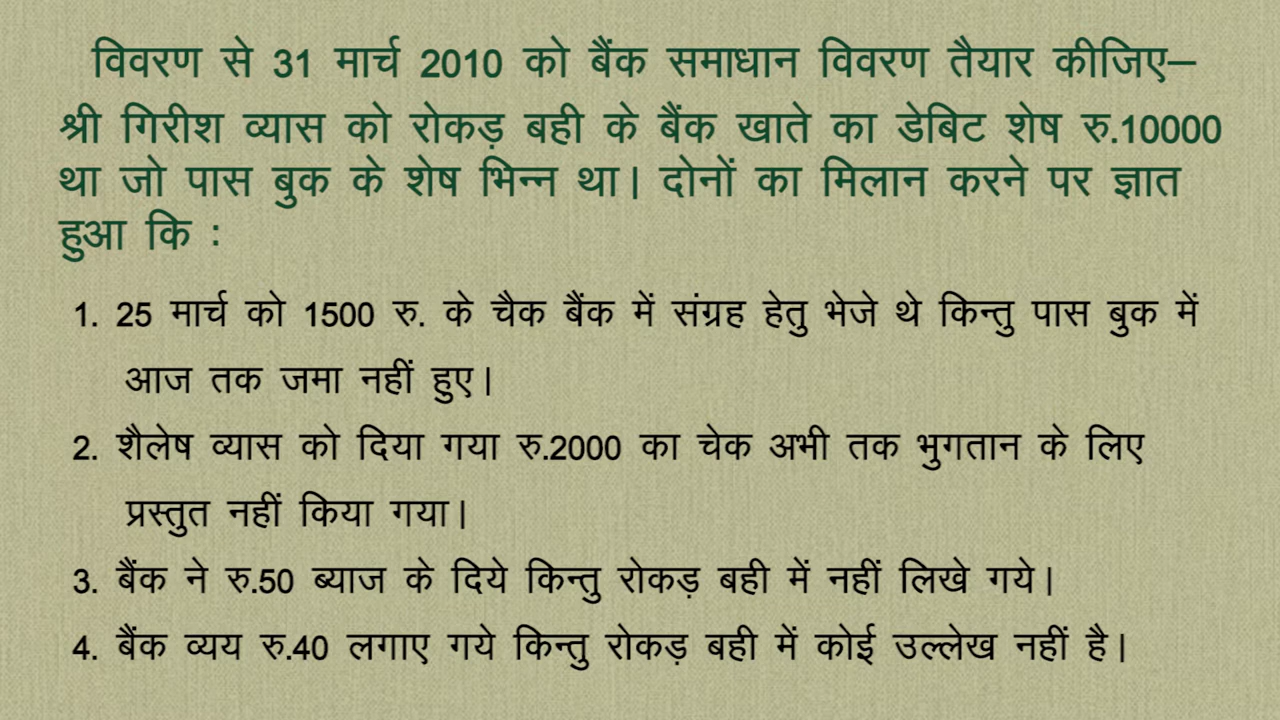 विवरण से 31 मार्च 2010 को बैंक समाधान विवरण तैयार कीजिए–
श्री गिरीश व्यास को रोकड़ बही के बैंक खाते का डेबिट शेष रु.10000
था जो पास बुक के शेष भिन्न था। दोनों का मिलान करने पर ज्ञात
हुआ कि :
1. 25 मार्च को 1500 रु. के चैक बैंक में संग्रह हेतु भेजे थे किन्तु पास बुक में
आज तक जमा नहीं हुए।
2. शैलेष व्यास को दिया गया रु.2000 का चेक अभी तक भुगतान के लिए
प्रस्तुत नहीं किया गया।
3. बैंक ने रु.50 ब्याज के दिये किन्तु रोकड़ बही में नहीं लिखे गये।
4. बैंक व्यय रु.40 लगाए गये किन्तु रोकड़ बही में कोई उल्लेख नहीं है।